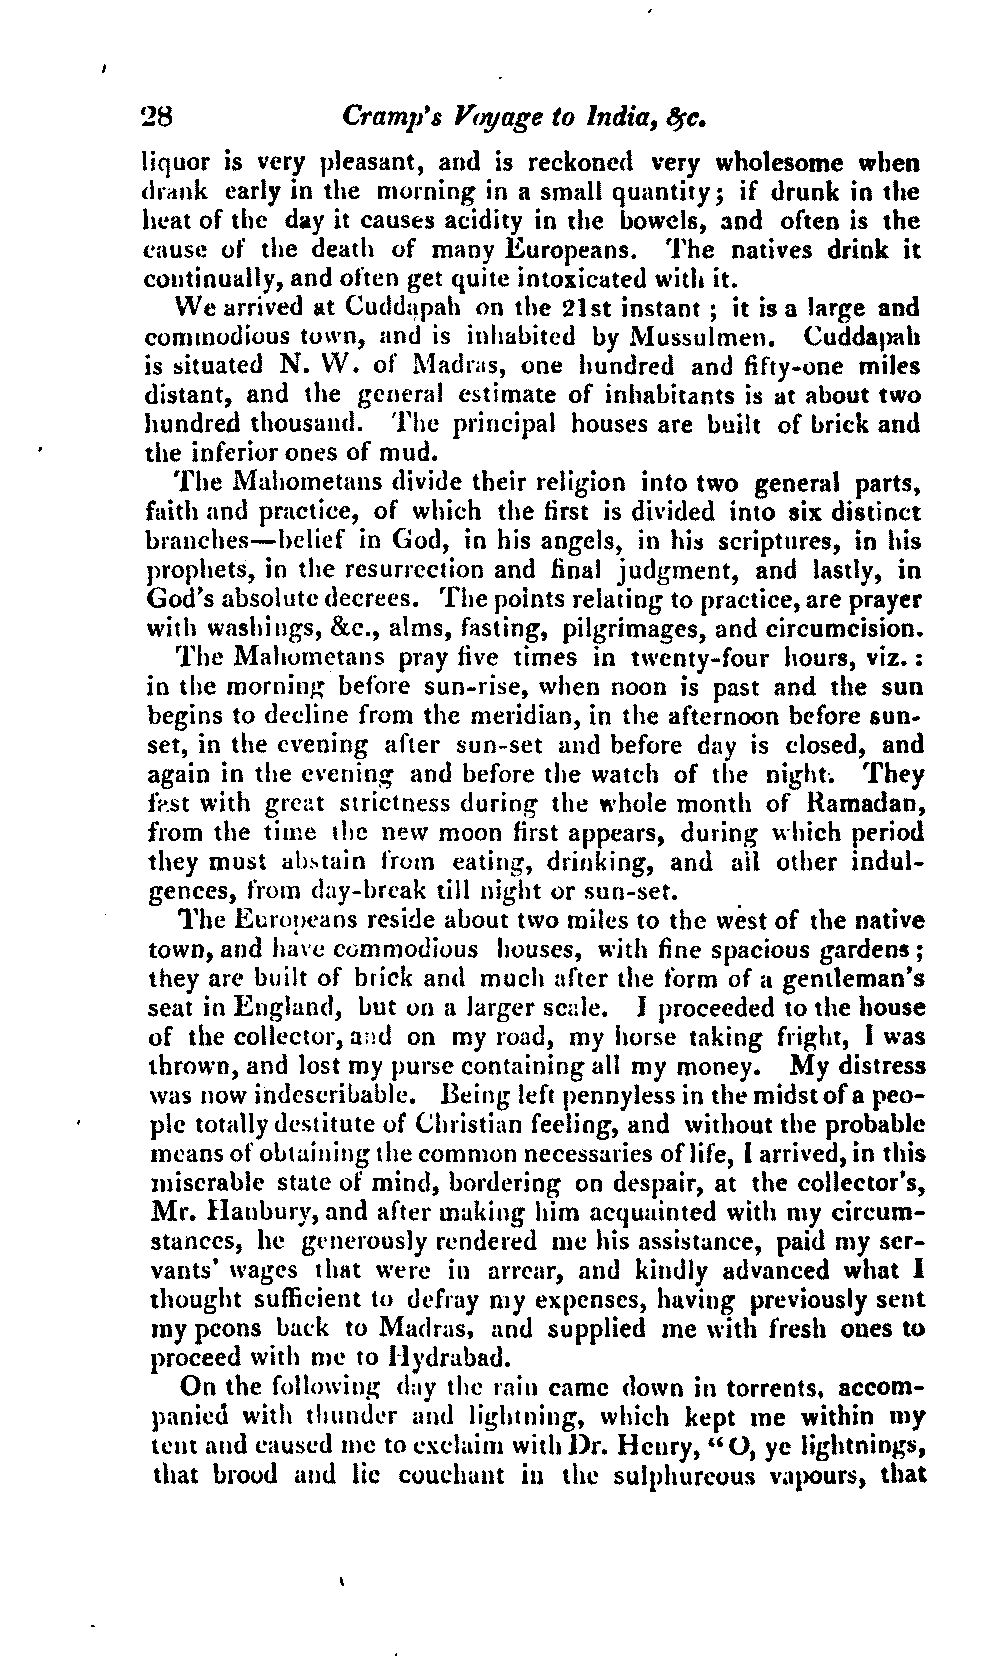 28 Cramp's Voyage to India, &c.
liquor is very pleasant, and is reckoned very wholesome when
drank early in the morning in a small quantity; if drunk in the
heat of the day it causes acidity in the bowels, and often is the
cause of the death of many Europeans. The natives drink it
continually, and often get quite intoxicated with it.
We arrived at Cuddapah on the 21st instant ; it is a large and
commodious town, and is inhabited by Mussulmen. Cuddapah
is situated N. W. of Madras, one hundred and fifty-one miles
distant, and the general estimate of inhabitants is at about two
hundred thousand. The principal houses are built of brick and
the inferior ones of mud.
The Mahometans divide their religion into two general parts,
faith and practice, of which the first is divided into six distinct
branches—belief in God, in his angels, in his scriptures, in his
prophets, in the resurrection and final judgment, and lastly, in
God's absolute decrees. The points relating to practice, are prayer
with washings, &c., alms, fasting, pilgrimages, and circumcision.
The Mahometans pray five times in twenty-four hours, viz. :
in the morning before sun-rise, when noon is past and the sun
begins to decline from the meridian, in the afternoon before sun-
set, in the evening after sun-set and before day is closed, and
again in the evening and before the watch of the night. They
fast with great strictness during the whole month of Ramadan,
from the time the new moon first appears, during which period
they must abstain from eating, drinking, and all other indul-
gences, from day-break till night or sun-set.
The Europeans reside about two miles to the west of the native
town, and have commodious houses, with fine spacious gardens ;
they are built of brick and much after the form of a gentleman's
seat in England, but on a larger scale. I proceeded to the house
of the collector, and on my road, my horse taking fright, I was
thrown, and lost my purse containing all my money. My distress
was now indescribable. Being left pennyless in the midst of a peo-
ple totally destitute of Christian feeling, and without the probable
means of obtaining the common necessaries of life, I arrived, in this
miserable state of mind, bordering on despair, at the collector's,
Mr. Hanbury, and after making him acquainted with my circum-
stances, he generously rendered me his assistance, paid my ser-
vants' wages that were in arrear, and kindly advanced what I
thought sufficient to defray my expenses, having previously sent
my peons back to Madras, and supplied me with fresh ones to
proceed with me to Hydrabad.
On the following day the rain came down in torrents, accom-
panied with thunder and lightning, which kept me within my
tent and caused me to exclaim with Dr. Henry, "O, ye lightnings,
that brood and lie couchant in the sulphureous vapours, that